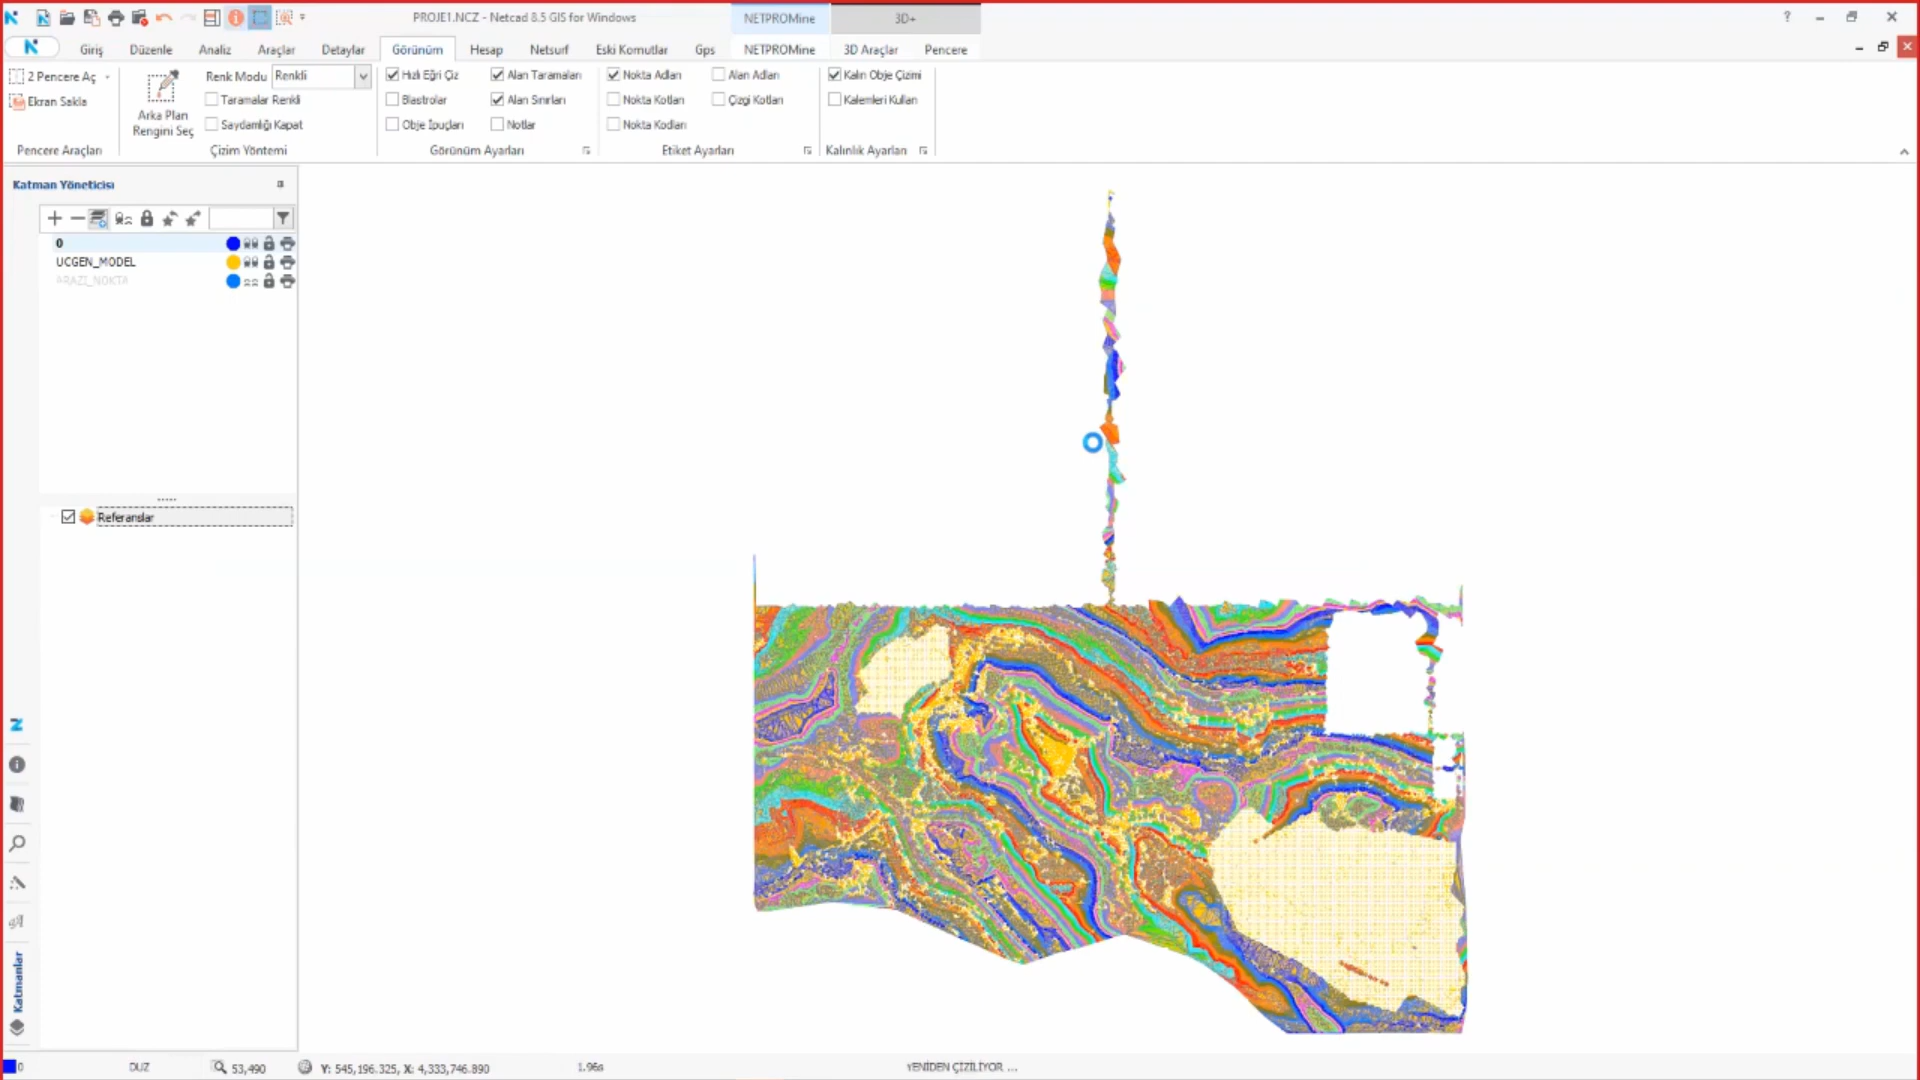 PROJE1.NCZ - Netcad 8.5 GIS for Windows
NETPROMine
3D+
Giriş
Düzenle
Analiz
Araçlar
Detaylar
Görünüm
Hesap
Netsurf
Eski Komutlar
Gps
NETPROMine
3D Araçlar
Pencere
2 Pencere Aç
Ekran Sakla
Pencere Araçları
Arka Plan
Rengini Seç
Renk Modu
Renkli
Taramalar Renkli
Saydamlığı Kapat
Çizim Yöntemi
Hızlı Eğri Çiz
Blastrolar
Obje İpuçları
Alan Taramaları
Alan Sınırları
Notlar
Görünüm Ayarları
Nokta Adları
Nokta Kotları
Nokta Kodları
Alan Adları
Çizgi Kotları
Etiket Ayarları
Kalın Obje Çizimi
Kalemleri Kullan
Kalınlık Ayarları
Katman Yöneticisi
0
UCGEN_MODEL
ARAZI_NOKTA
Referanslar
Katmanlar
0
DUZ
53,490
Y: 545,196.325, X: 4,333,746.890
1.96s
YENİDEN ÇİZİLİYOR ...